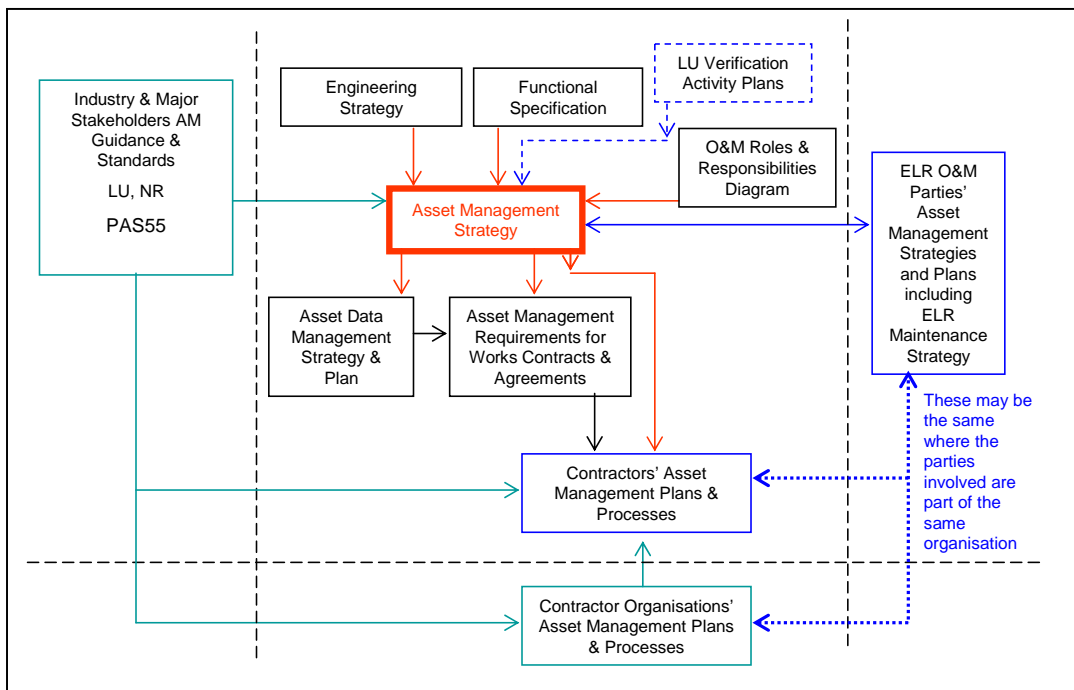 LU Verification
Activity Plans
Engineering
Strategy
Functional
Specification
Industry & Major
Stakeholders AM
Guidance &
Standards
LU, NR
PAS55
O&M Roles &
Responsibilities
Diagram
ELR O&M
Parties’
Asset
Management
Strategies
and Plans
including
ELR
Maintenance
Strategy
Asset Management
Strategy
Asset Data
Management
Strategy &
Plan
Asset Management
Requirements for
Works Contracts &
Agreements
These may be
the same
where the
parties
involved are
part of the
same
organisation
Contractors’ Asset
Management Plans &
Processes
Contractor Organisations’
Asset Management Plans
& Processes